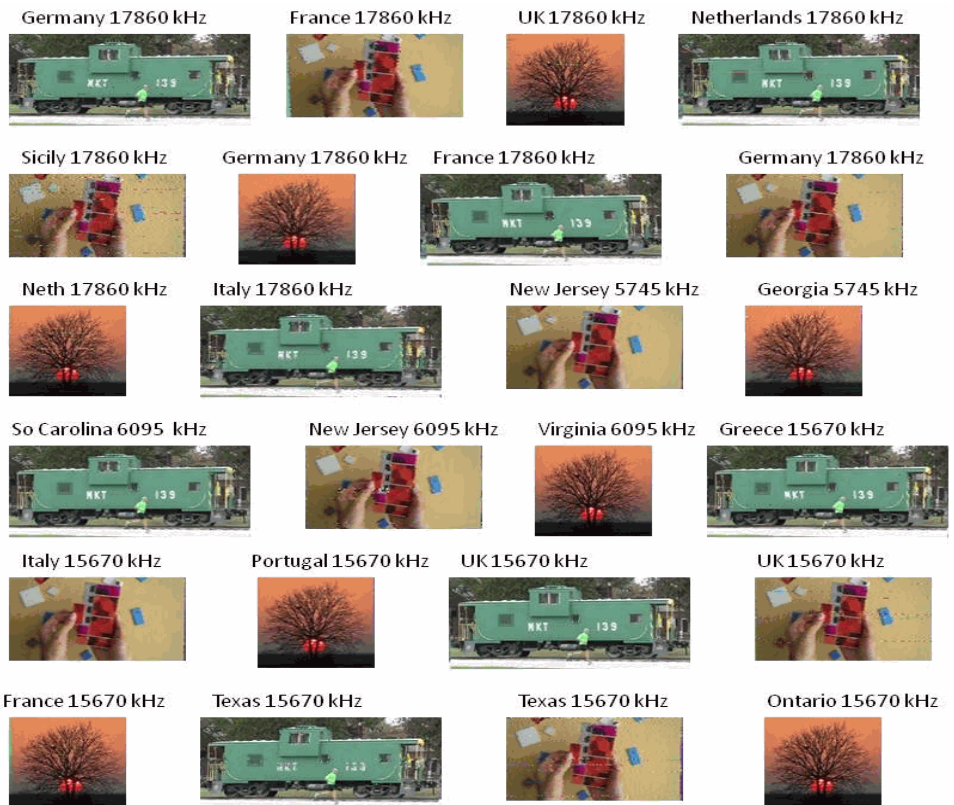 Germany 17860 kHz France 17860 kHz UK 17860 kHz Netherlands 17860 kHz
MKT 139 MKT 139
Sicily 17860 kHz Germany 17860 kHz France 17860 kHz Germany 17860 kHz
MKT 139
Neth 17860 kHz Italy 17860 kHz New Jersey 5745 kHz Georgia 5745 kHz
MKT 139
So Carolina 6095 kHz New Jersey 6095 kHz Virginia 6095 kHz Greece 15670 kHz
MKT 139 MKT 139
Italy 15670 kHz Portugal 15670 kHz UK 15670 kHz UK 15670 kHz
MKT 139
France 15670 kHz Texas 15670 kHz Texas 15670 kHz Ontario 15670 kHz